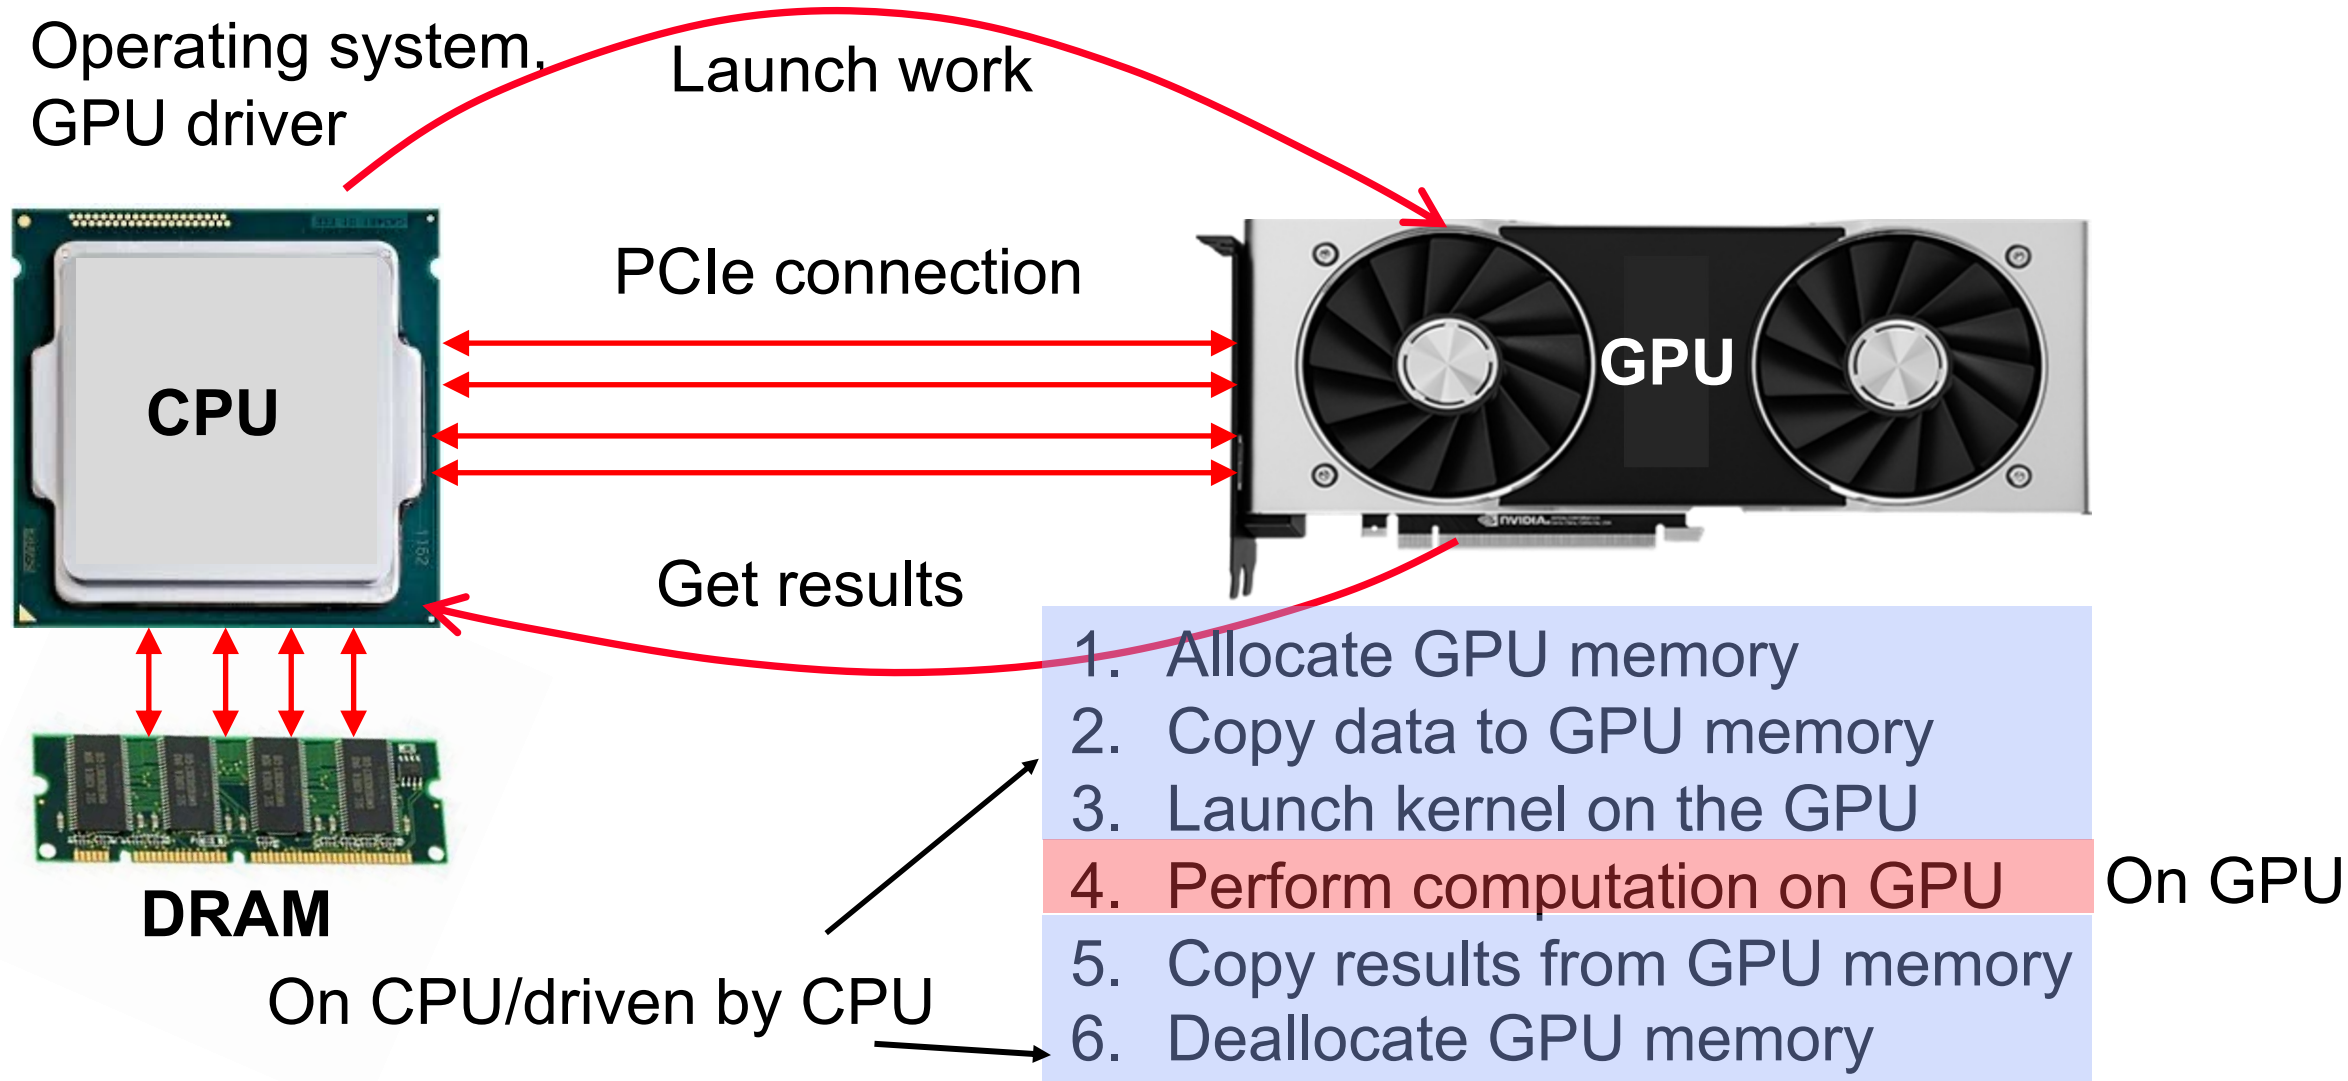 Operating system,
GPU driver
Launch work
PCIe connection
CPU
GPU
NVIDIA.
1152
Get results
DRAM
1. Allocate GPU memory
2. Copy data to GPU memory
3. Launch kernel on the GPU
4. Perform computation on GPU
On GPU
5. Copy results from GPU memory
6. Deallocate GPU memory
On CPU/driven by CPU